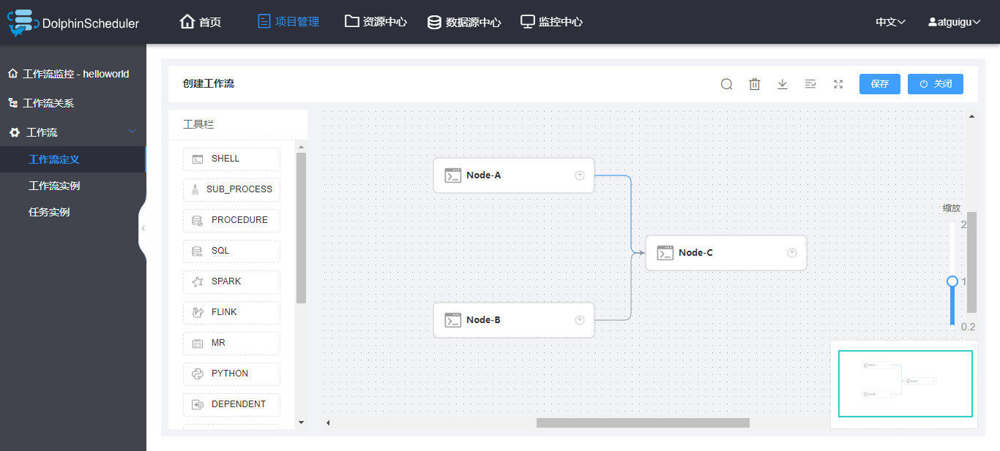 DolphinScheduler
首页
项目管理
资源中心
数据源中心
监控中心
中文
atguigu
工作流监控 - helloworld
工作流关系
工作流
工作流定义
工作流实例
任务实例
创建工作流
保存
关闭
工具栏
SHELL
SUB_PROCESS
PROCEDURE
SQL
SPARK
FLINK
MR
PYTHON
DEPENDENT
Node-A
Node-B
Node-C
缩放
2
1
0.2